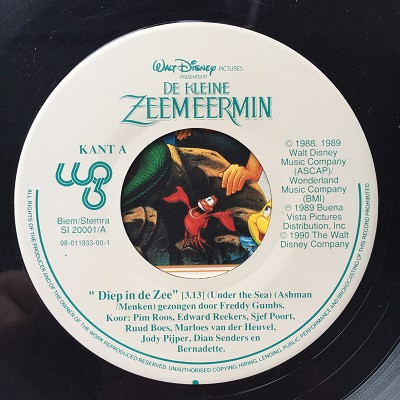 WALT DISNEY PICTURES
PRESENTEERT
DE KLEINE
ZEEMEERMIN
KANT A
Biem/Stemra
SI 20001/A
08-011933-00-1
© 1988, 1989
Walt Disney
Music Company
(ASCAP)/
Wonderland
Music Company
(BMI)
℗ 1989 Buena
Vista Pictures
Distribution, Inc
© 1990 The Walt
Disney Company
" Diep in de Zee" [3.13] (Under the Sea) (Ashman
/Menken) gezongen door Freddy Gumbs.
Koor: Pim Roos, Edward Reekers, Sjef Poort,
Ruud Boes, Marloes van der Heuvel,
Jody Pijper, Dian Senders en
Bernadette.
ALL RIGHTS OF THE PRODUCER AND OF THE OWNER OF THE WORK REPRODUCED RESERVED. UNAUTHORISED COPYING, HIRING, LENDING, PUBLIC PERFORMANCE AND BROADCASTING OF THIS RECORD PROHIBITED